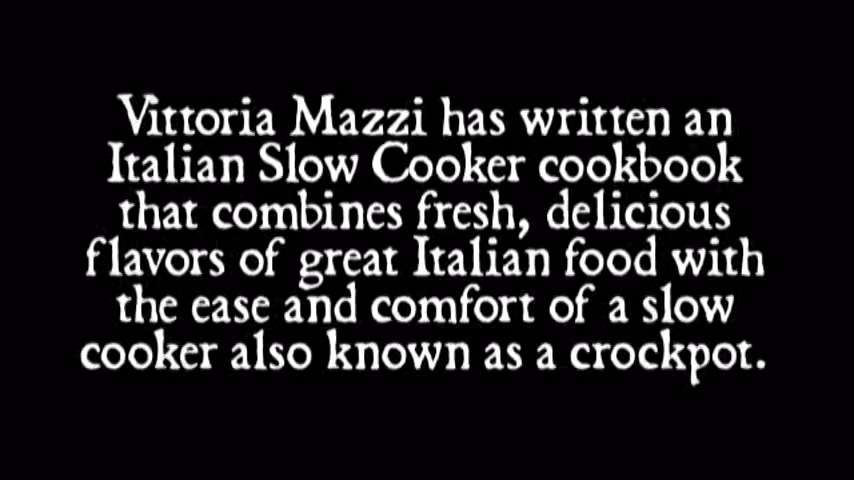 Vittoria Mazzi has written an
Italian Slow Cooker cookbook
that combines fresh, delicious
flavors of great Italian food with
the ease and comfort of a slow
cooker also known as a crockpot.